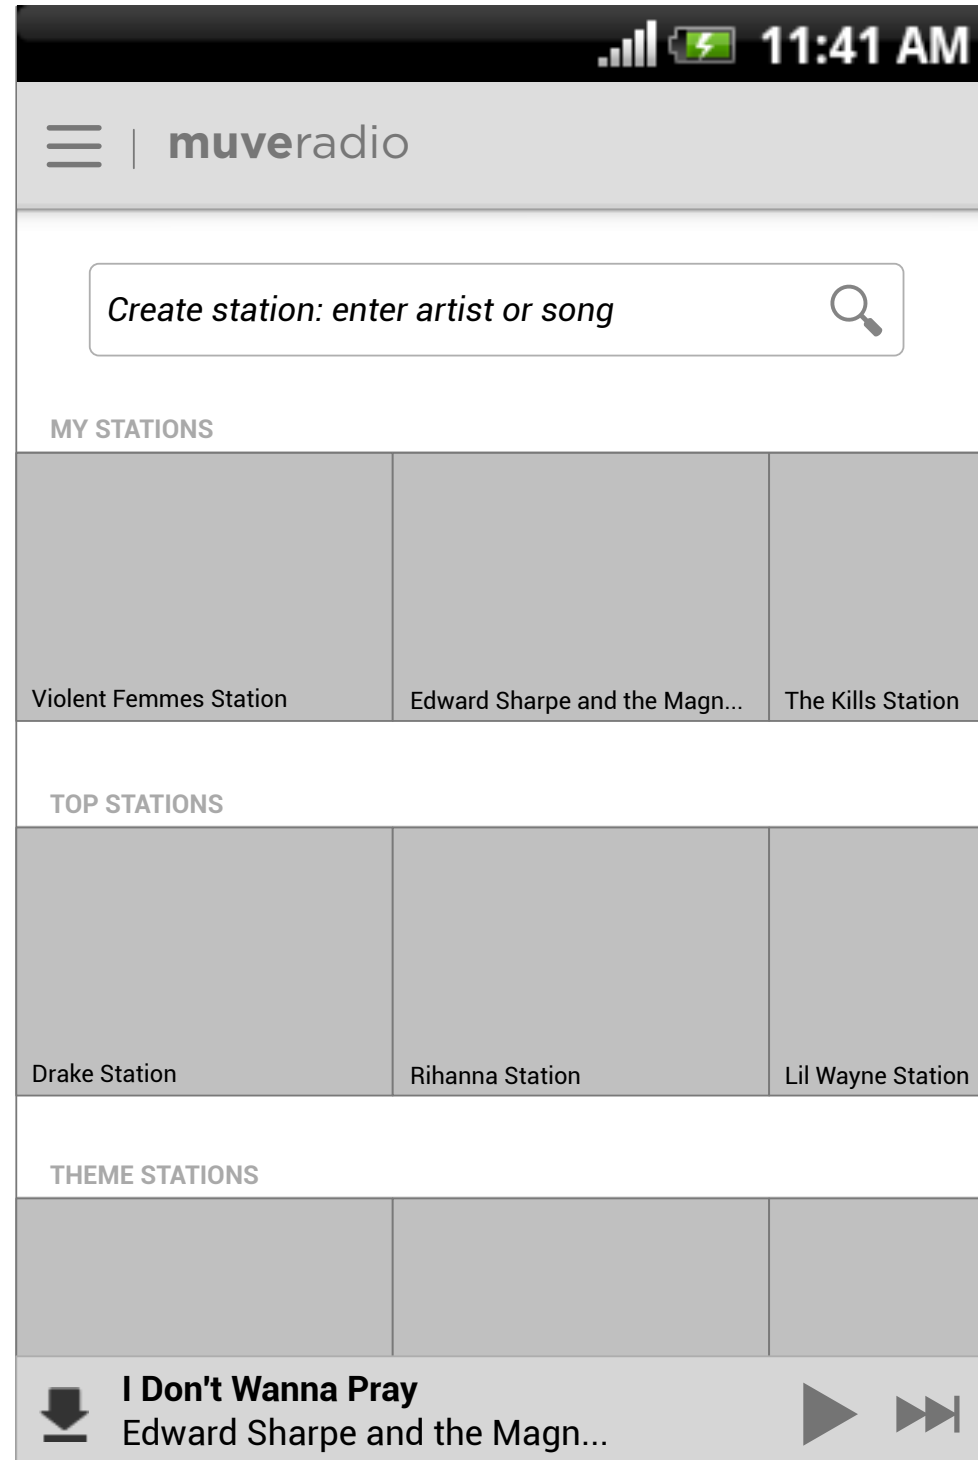 11:41 AM
muveradio
Create station: enter artist or song
MY STATIONS
Violent Femmes Station
Edward Sharpe and the Magn...
The Kills Station
TOP STATIONS
Drake Station
Rihanna Station
Lil Wayne Station
THEME STATIONS
I Don't Wanna Pray
Edward Sharpe and the Magn...